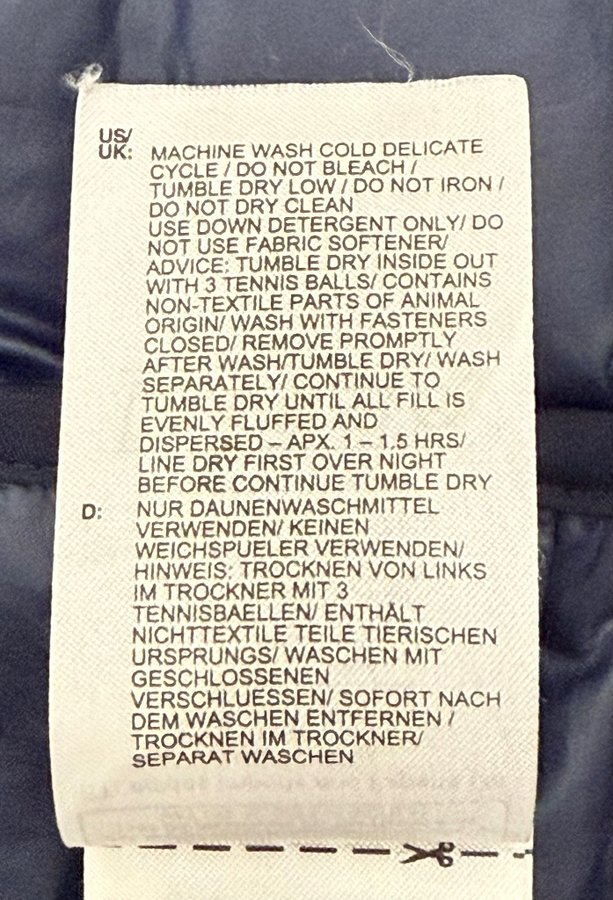 US/
UK: MACHINE WASH COLD DELICATE
CYCLE / DO NOT BLEACH /
TUMBLE DRY LOW / DO NOT IRON /
DO NOT DRY CLEAN
USE DOWN DETERGENT ONLY/ DO
NOT USE FABRIC SOFTENER/
ADVICE: TUMBLE DRY INSIDE OUT
WITH 3 TENNIS BALLS/ CONTAINS
NON-TEXTILE PARTS OF ANIMAL
ORIGIN/ WASH WITH FASTENERS
CLOSED/ REMOVE PROMPTLY
AFTER WASH/TUMBLE DRY/ WASH
SEPARATELY/ CONTINUE TO
TUMBLE DRY UNTIL ALL FILL IS
EVENLY FLUFFED AND
DISPERSED – APX. 1 – 1.5 HRS/
LINE DRY FIRST OVER NIGHT
BEFORE CONTINUE TUMBLE DRY
D: NUR DAUNENWASCHMITTEL
VERWENDEN/ KEINEN
WEICHSPUELER VERWENDEN/
HINWEIS: TROCKNEN VON LINKS
IM TROCKNER MIT 3
TENNISBAELLEN/ ENTHÄLT
NICHTTEXTILE TEILE TIERISCHEN
URSPRUNGS/ WASCHEN MIT
GESCHLOSSENEN
VERSCHLUESSEN/ SOFORT NACH
DEM WASCHEN ENTFERNEN /
TROCKNEN IM TROCKNER/
SEPARAT WASCHEN